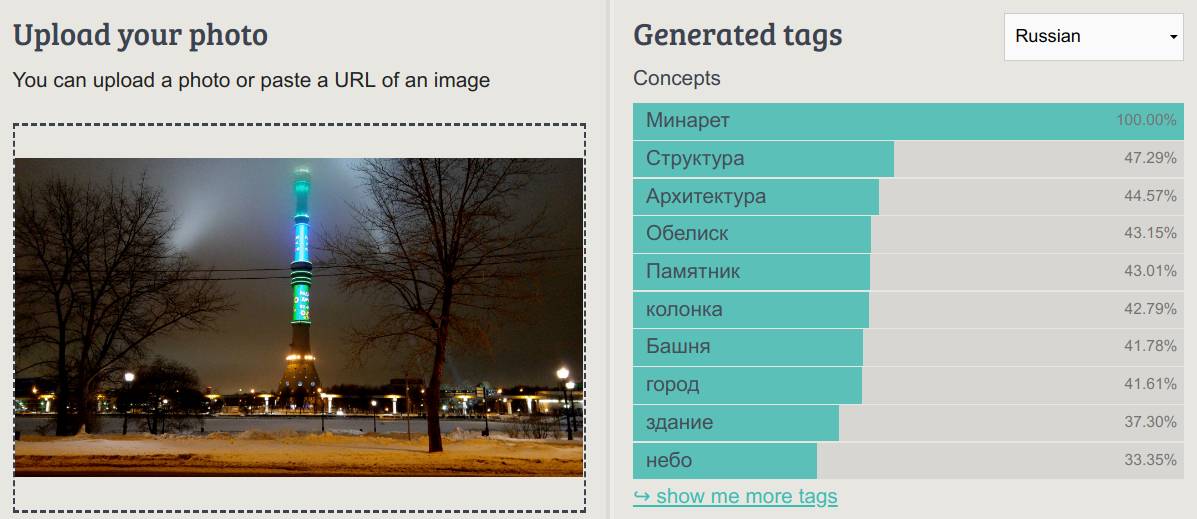 Upload your photo
You can upload a photo or paste a URL of an image
Generated tags
Russian
Concepts
Минарет 100.00%
Структура 47.29%
Архитектура 44.57%
Обелиск 43.15%
Памятник 43.01%
колонка 42.79%
Башня 41.78%
город 41.61%
здание 37.30%
небо 33.35%
↪ show me more tags